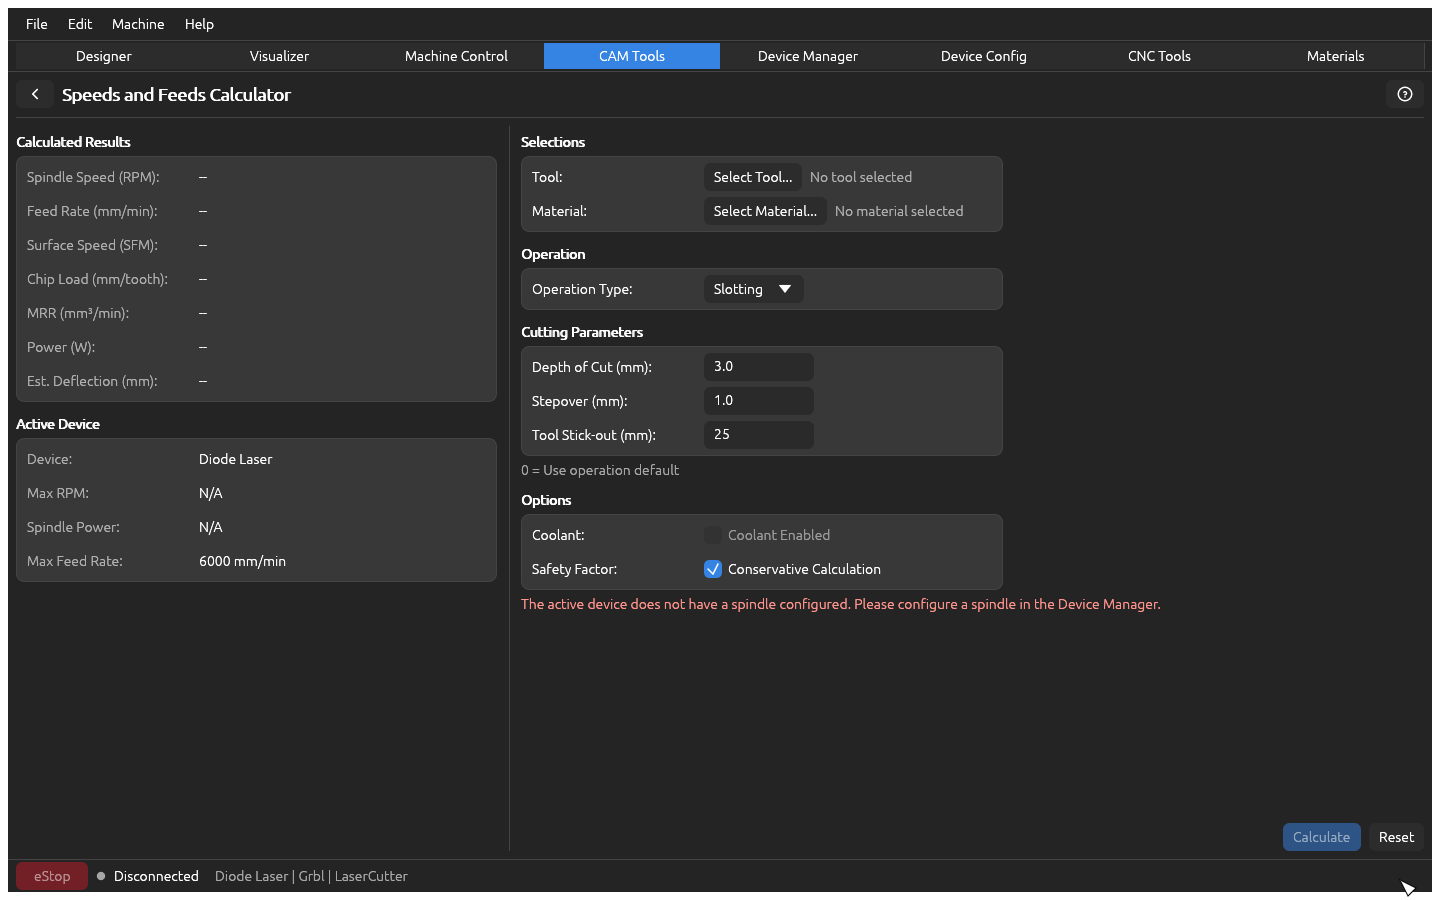 File Edit Machine Help
Designer Visualizer Machine Control CAM Tools Device Manager Device Config CNC Tools Materials
Speeds and Feeds Calculator
Calculated Results
Spindle Speed (RPM): --
Feed Rate (mm/min): --
Surface Speed (SFM): --
Chip Load (mm/tooth): --
MRR (mm³/min): --
Power (W): --
Est. Deflection (mm): --
Active Device
Device: Diode Laser
Max RPM: N/A
Spindle Power: N/A
Max Feed Rate: 6000 mm/min
Selections
Tool: Select Tool... No tool selected
Material: Select Material... No material selected
Operation
Operation Type: Slotting
Cutting Parameters
Depth of Cut (mm): 3.0
Stepover (mm): 1.0
Tool Stick-out (mm): 25
0 = Use operation default
Options
Coolant: Coolant Enabled
Safety Factor: Conservative Calculation
The active device does not have a spindle configured. Please configure a spindle in the Device Manager.
Calculate Reset
eStop Disconnected Diode Laser | Grbl | LaserCutter